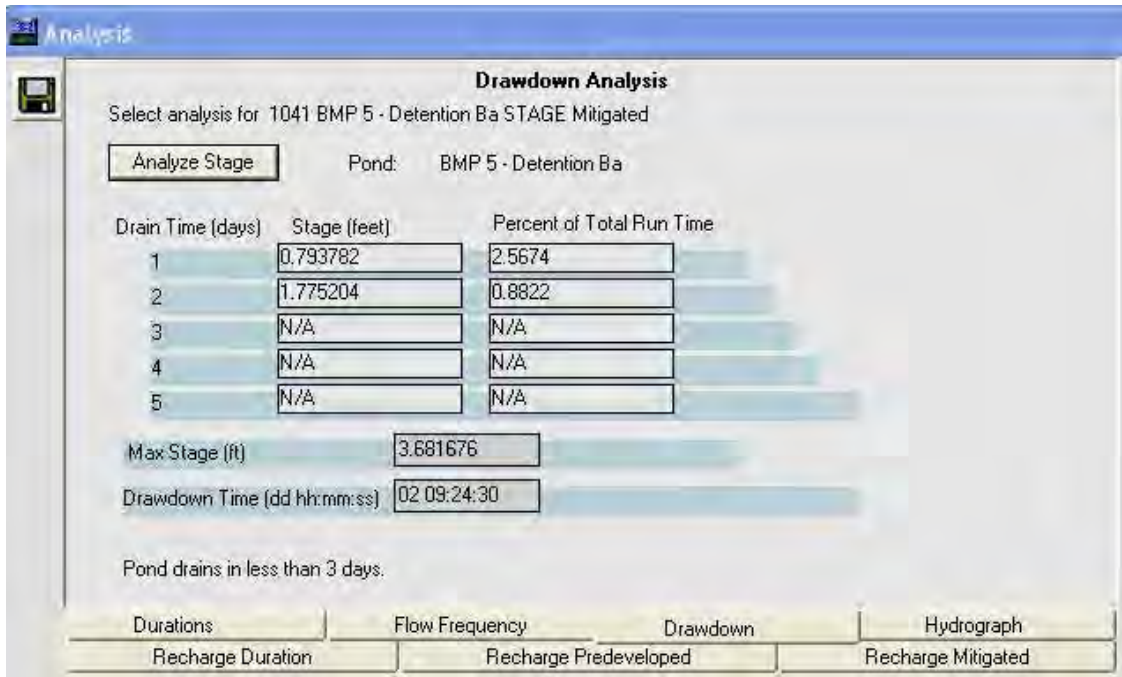 Analysis
Drawdown Analysis
Select analysis for 1041 BMP 5 - Detention Ba STAGE Mitigated
Analyze Stage Pond: BMP 5 - Detention Ba
Drain Time (days) Stage (feet) Percent of Total Run Time
1 0.793782 2.5674
2 1.775204 0.8822
3 N/A N/A
4 N/A N/A
5 N/A N/A
Max Stage (ft) 3.681676
Drawdown Time (dd hh:mm:ss) 02 09:24:30
Pond drains in less than 3 days.
Durations Flow Frequency Drawdown Hydrograph
Recharge Duration Recharge Predeveloped Recharge Mitigated